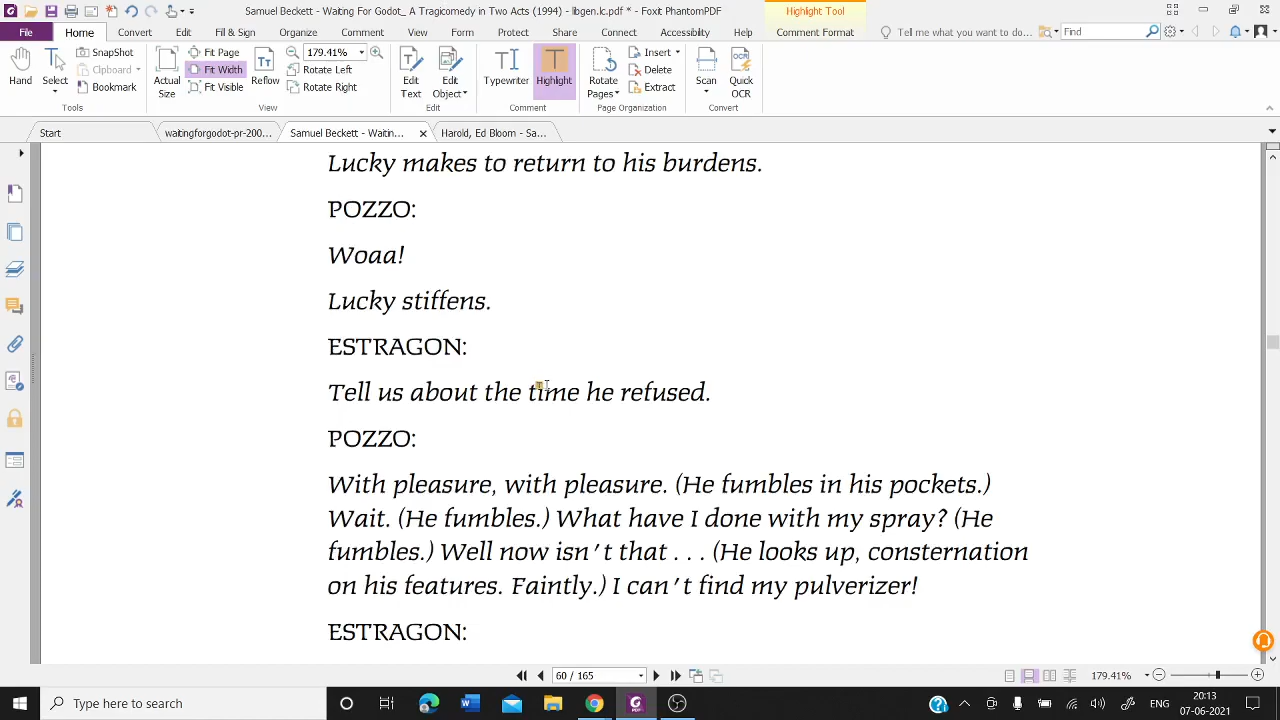 Samuel Beckett - Waiting For Godot_ A Tragicomedy in Two Acts (1994) - libgen.lc.pdf * - Foxit PhantomPDF
Highlight Tool
File Home Convert Edit Fill & Sign Organize Comment View Form Protect Share Connect Accessibility Help Comment Format Tell me what you want to do... Find
Hand Select SnapShot Clipboard Bookmark Tools
Actual Size Fit Page Fit Width Fit Visible Reflow 179.41% Rotate Left Rotate Right View
Edit Text Edit Object Edit
Typewriter Highlight Comment
Rotate Pages Insert Delete Extract Page Organization
Scan Quick OCR Convert
Start waitingforgodot-pr-200... Samuel Beckett - Waitin... Harold, Ed Bloom - Sa...
Lucky makes to return to his burdens.
POZZO:
Woaa!
Lucky stiffens.
ESTRAGON:
Tell us about the time he refused.
POZZO:
With pleasure, with pleasure. (He fumbles in his pockets.)
Wait. (He fumbles.) What have I done with my spray? (He
fumbles.) Well now isn't that . . . (He looks up, consternation
on his features. Faintly.) I can't find my pulverizer!
ESTRAGON:
60 / 165 179.41%
Type here to search ENG 20:13
07-06-2021